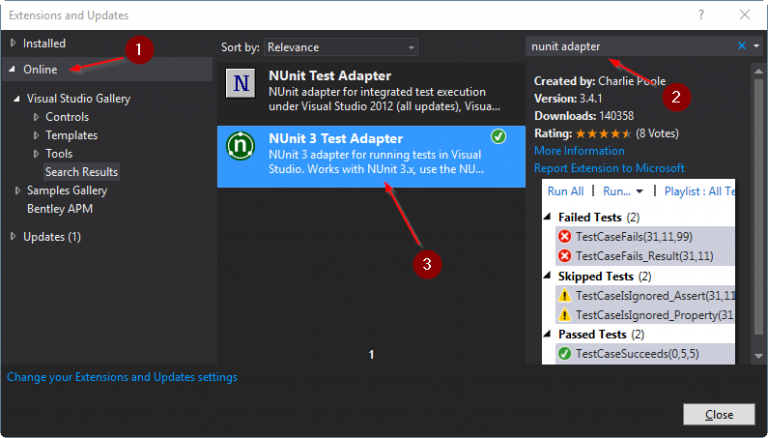 Extensions and Updates
? ×
Installed
Online
Visual Studio Gallery
Controls
Templates
Tools
Search Results
Samples Gallery
Bentley APM
Updates (1)
Change your Extensions and Updates settings
1
Sort by: Relevance
N
NUnit Test Adapter
NUnit adapter for integrated test execution
under Visual Studio 2012 (all updates), Visua...
n
NUnit 3 Test Adapter
NUnit 3 adapter for running tests in Visual
Studio. Works with NUnit 3.x, use the NU...
3
1
nunit adapter
2
Created by: Charlie Poole
Version: 3.4.1
Downloads: 140358
Rating: (8 Votes)
More Information
Report Extension to Microsoft
Run All | Run... | Playlist : All Te
Failed Tests (2)
TestCaseFails(31,11,99)
TestCaseFails_Result(31,11)
Skipped Tests (2)
TestCaseIsIgnored_Assert(31,11
TestCaseIsIgnored_Property(31,
Passed Tests (2)
TestCaseSucceeds(0,5,5)
Close